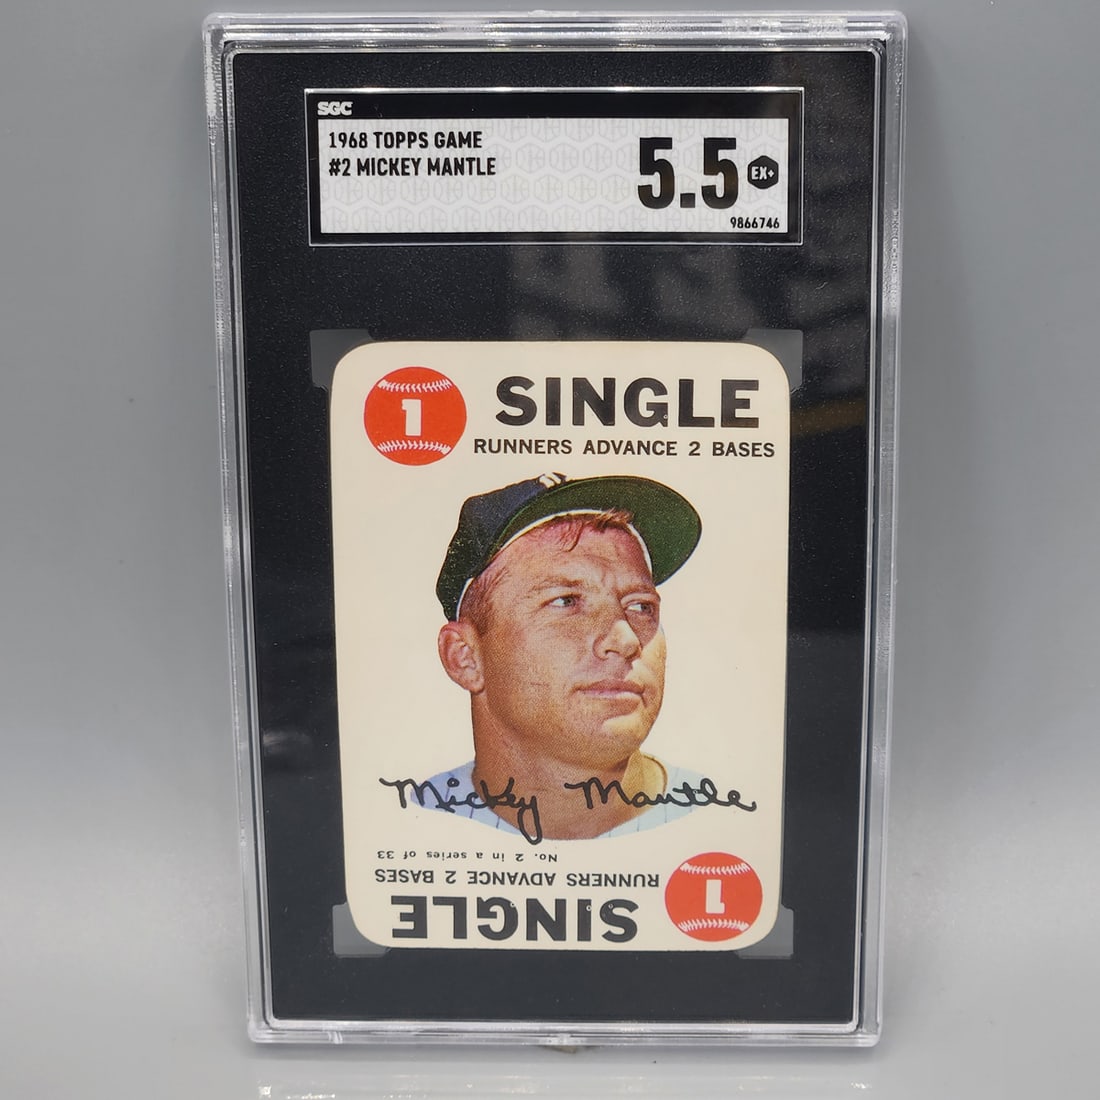 SGC
1968 TOPPS GAME
#2 MICKEY MANTLE
5.5 EX+
9866746
1 SINGLE
RUNNERS ADVANCE 2 BASES
Mickey Mantle
No. 2 in a series of 33
RUNNERS ADVANCE 2 BASES
SINGLE 1